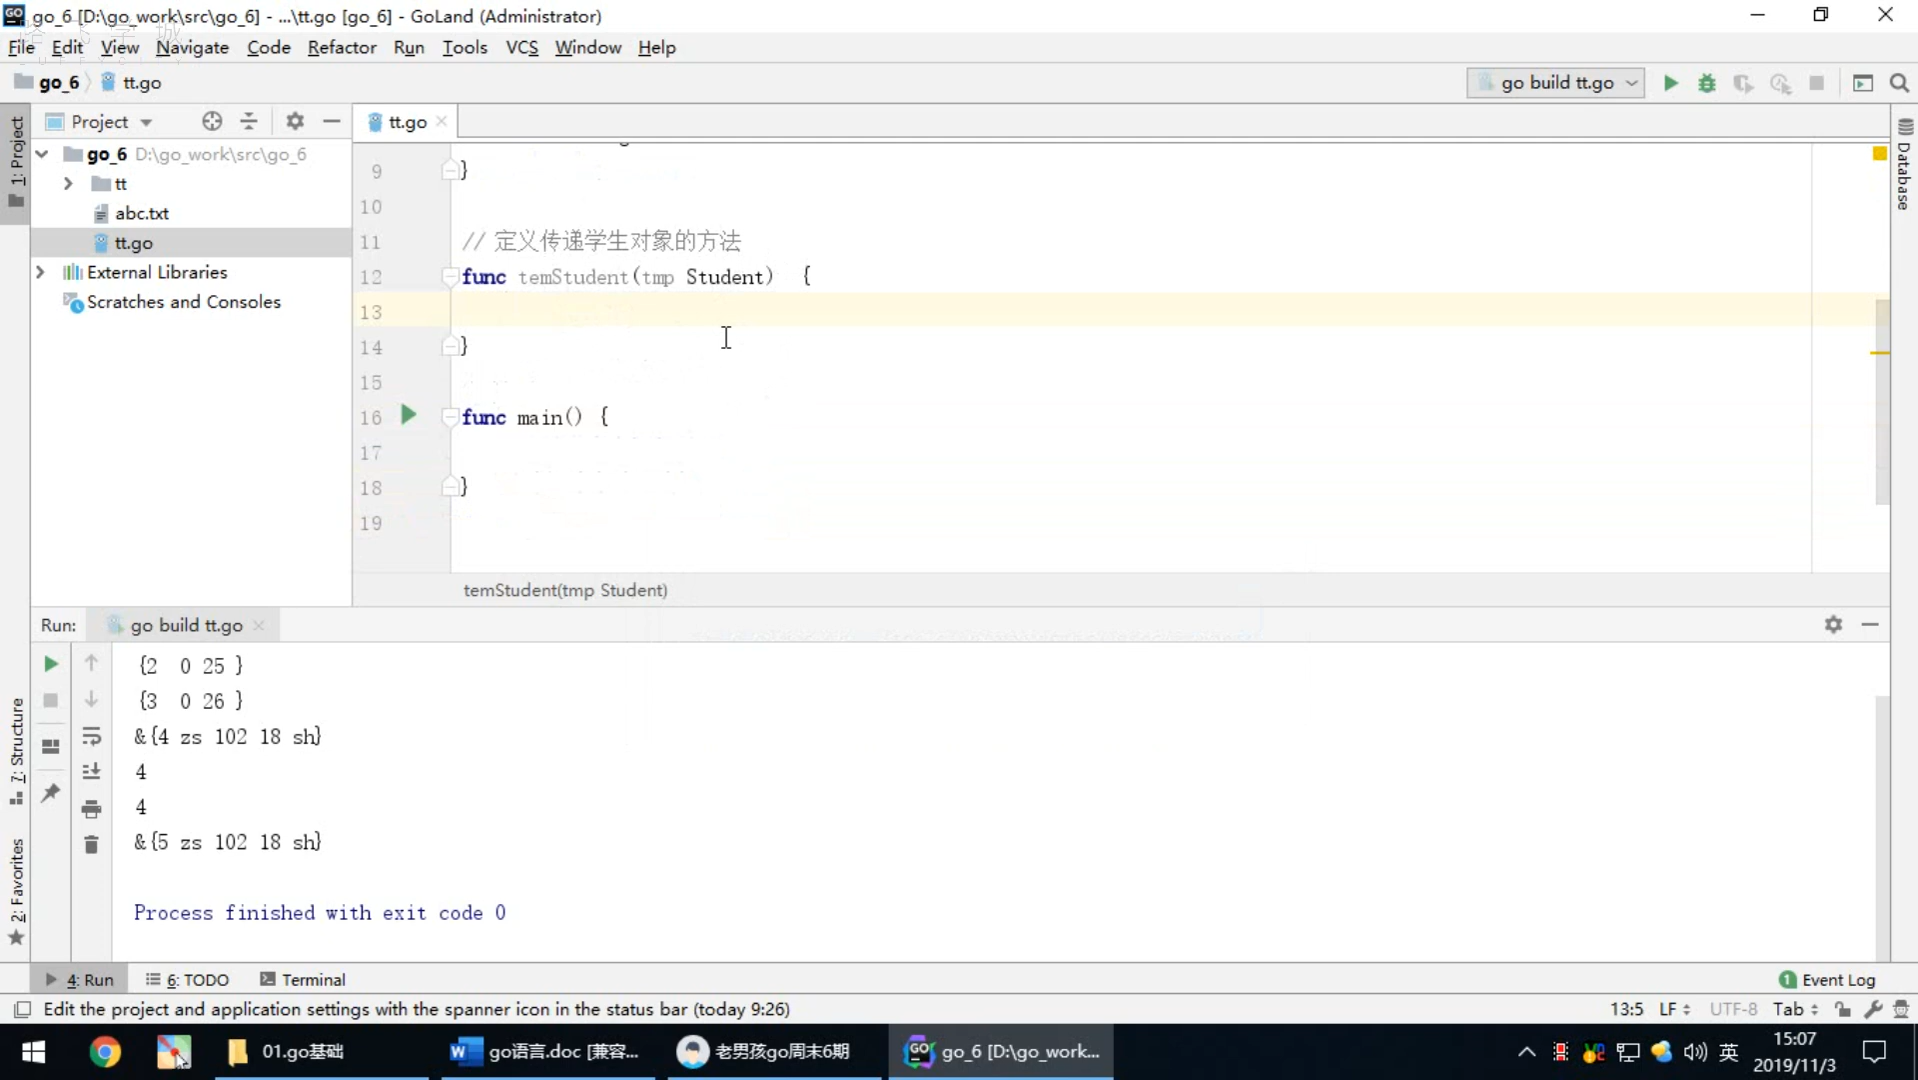 go_6 [D:\go_work\src\go_6] - ...\tt.go [go_6] - GoLand (Administrator)
File Edit View Navigate Code Refactor Run Tools VCS Window Help
go_6 tt.go
go build tt.go
1: Project
Project
tt.go
Database
go_6 D:\go_work\src\go_6
tt
abc.txt
tt.go
External Libraries
Scratches and Consoles
9 }
10
11 // 定义传递学生对象的方法
12 func temStudent(tmp Student) {
13
14 }
15
16 func main() {
17
18 }
19
temStudent(tmp Student)
Run: go build tt.go
{2 0 25 }
{3 0 26 }
&{4 zs 102 18 sh}
4
4
&{5 zs 102 18 sh}
Process finished with exit code 0
7: Structure
2: Favorites
4: Run 6: TODO Terminal
1 Event Log
Edit the project and application settings with the spanner icon in the status bar (today 9:26)
13:5 LF UTF-8 Tab
01.go基础
go语言.doc [兼容...
老男孩go周末6期
go_6 [D:\go_work...
英
15:07
2019/11/3